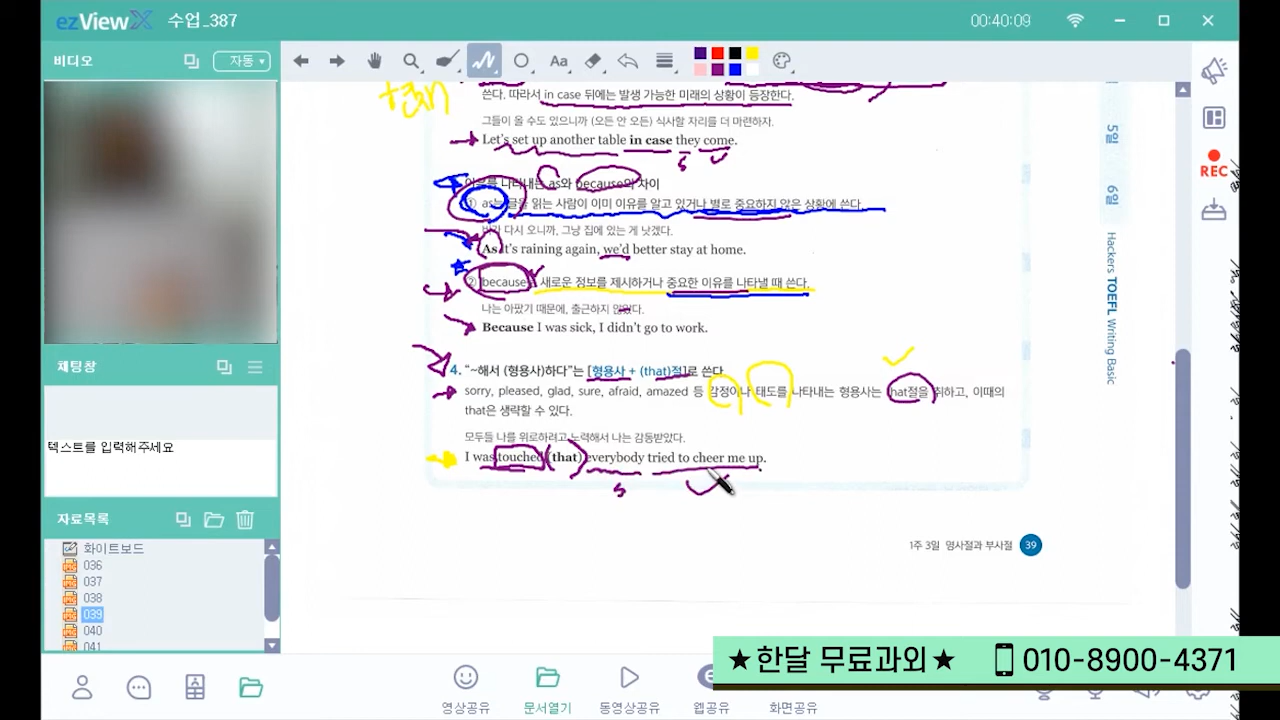 ezViewX 수업_387
00:40:09
비디오
자동
Aa
REC
쓴다. 따라서 in case 뒤에는 발생 가능한 미래의 상황이 등장한다.
그들이 올 수도 있으니까 (오든 안 오든) 식사할 자리를 더 마련하자.
Let's set up another table in case they come.
s v
이유를 나타내는 as와 because의 차이
① as는 글을 읽는 사람이 이미 이유를 알고 있거나 별로 중요하지 않은 상황에 쓴다.
비가 다시 오니까, 그냥 집에 있는 게 낫겠다.
As it's raining again, we'd better stay at home.
② because 새로운 정보를 제시하거나 중요한 이유를 나타낼 때 쓴다.
나는 아팠기 때문에, 출근하지 않았다.
Because I was sick, I didn't go to work.
4. “~해서 (형용사)하다”는 [형용사 + (that)절]로 쓴다
sorry, pleased, glad, sure, afraid, amazed 등 감정이나 태도를 나타내는 형용사는 that절을 취하고, 이때의
that은 생략할 수 있다.
모두들 나를 위로하려고 노력해서 나는 감동받았다.
I was touched (that) everybody tried to cheer me up.
s
1주 3일 명사절과 부사절 39
5일
6일
Hackers TOEFL Writing Basic
채팅창
텍스트를 입력해주세요
자료목록
화이트보드
036
037
038
039
040
041
영상공유
문서열기
동영상공유
웹공유
화면공유
★한달 무료과외★ 010-8900-4371